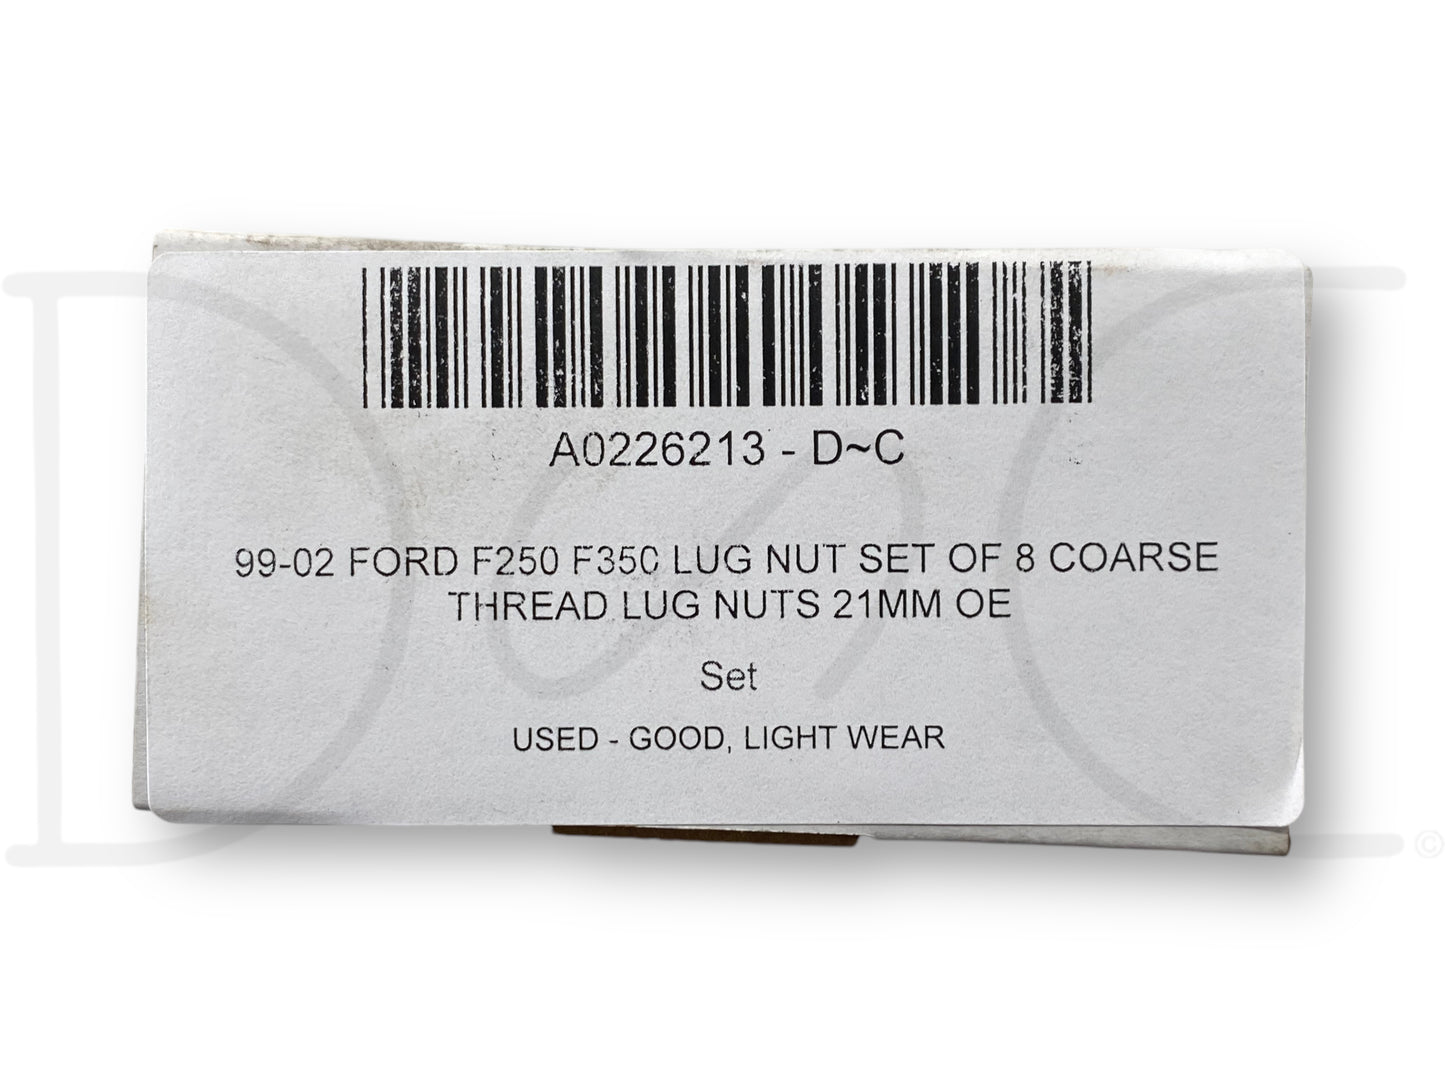 A0226213 - D~C
99-02 FORD F250 F350 LUG NUT SET OF 8 COARSE
THREAD LUG NUTS 21MM OE
Set
USED - GOOD, LIGHT WEAR
DSC
©